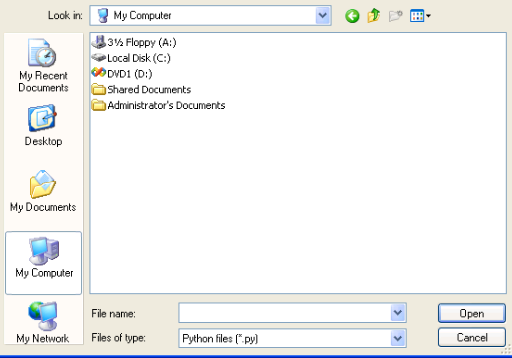 Look in: My Computer
3½ Floppy (A:)
Local Disk (C:)
DVD1 (D:)
Shared Documents
Administrator's Documents
My Recent
Documents
Desktop
My Documents
My Computer
My Network
File name: Open
Files of type: Python files (*.py) Cancel